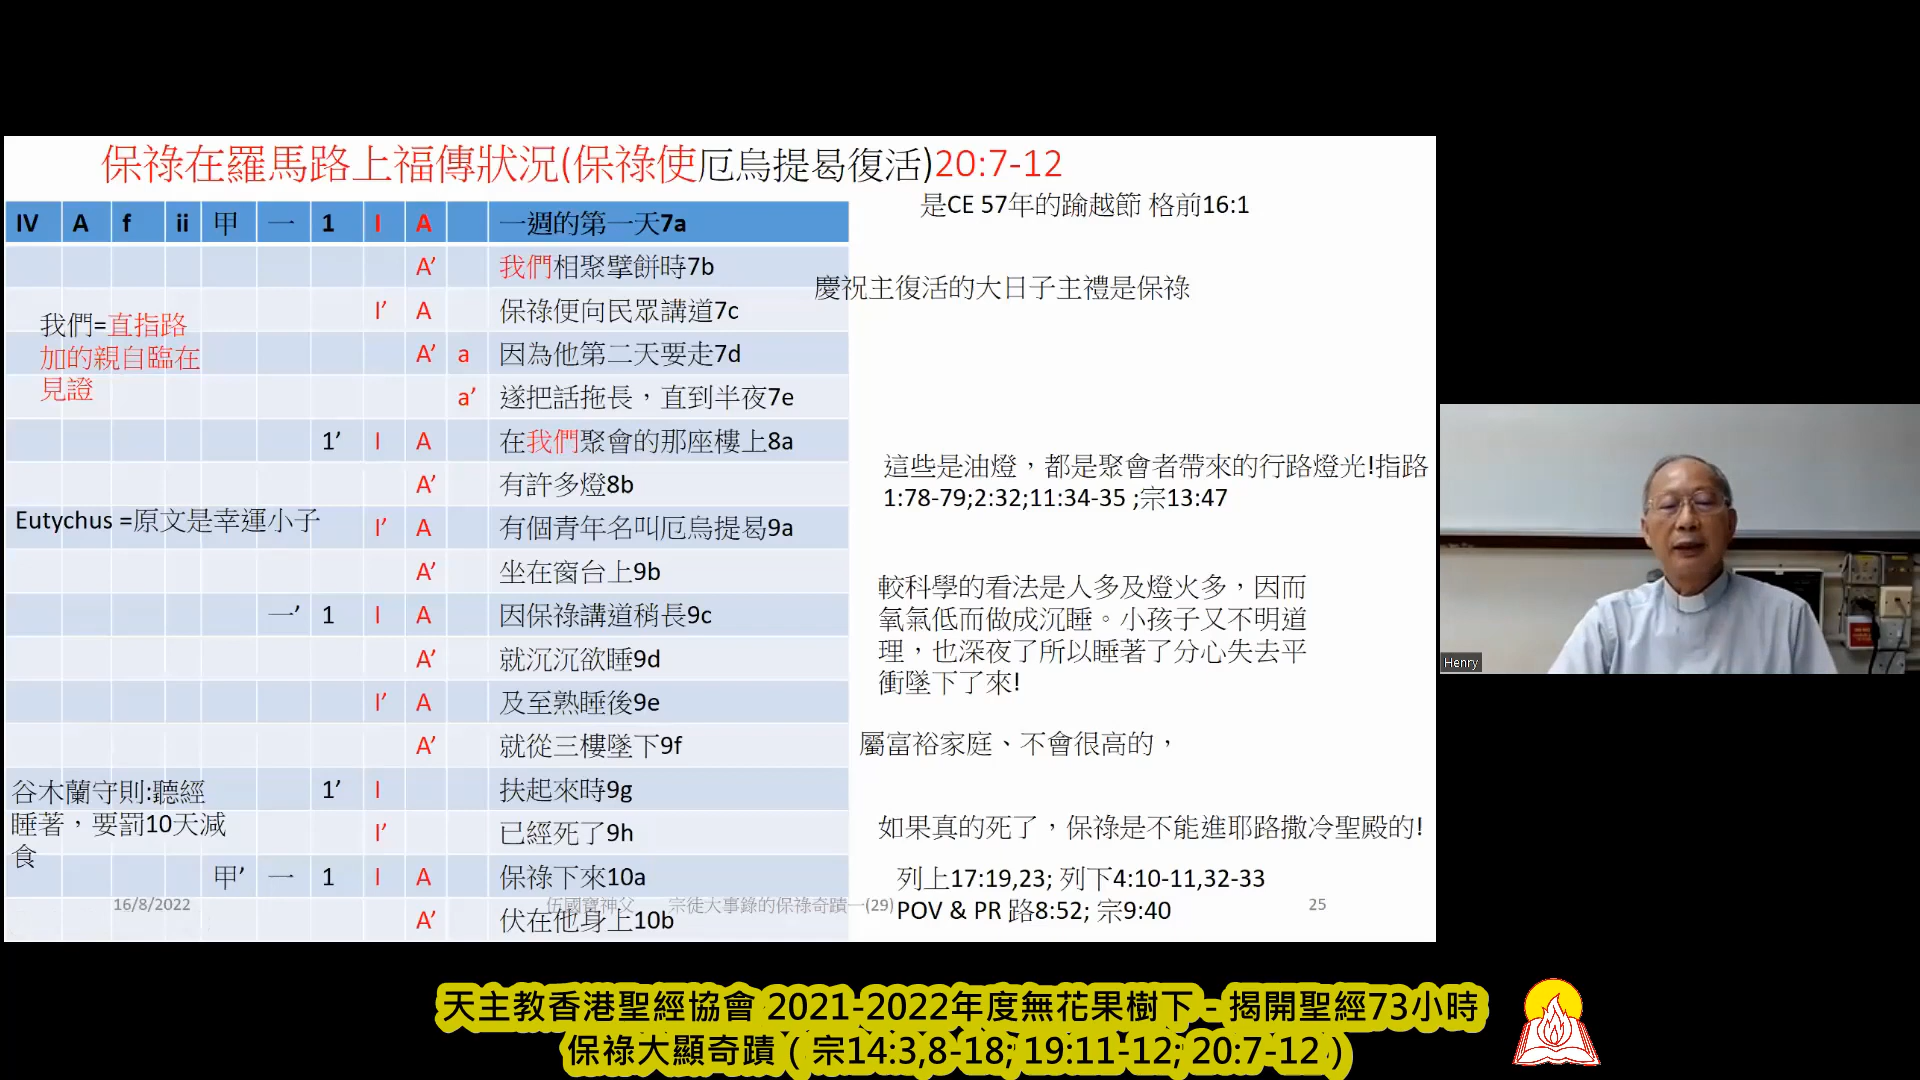 保祿在羅馬路上福傳狀況(保祿使厄烏提曷復活)20:7-12
是CE 57年的踰越節 格前16:1
IV A f ii 甲 一 1 I A 一週的第一天7a
A’ 我們相聚擘餅時7b
慶祝主復活的大日子主禮是保祿
I’ A 保祿便向民眾講道7c
我們=直指路
加的親自臨在
見證
A’ a 因為他第二天要走7d
a’ 遂把話拖長，直到半夜7e
1’ I A 在我們聚會的那座樓上8a
這些是油燈，都是聚會者帶來的行路燈光!指路
1:78-79;2:32;11:34-35 ;宗13:47
A’ 有許多燈8b
Eutychus =原文是幸運小子
I’ A 有個青年名叫厄烏提曷9a
A’ 坐在窗台上9b
較科學的看法是人多及燈火多，因而
氧氣低而做成沉睡。小孩子又不明道
理，也深夜了所以睡著了分心失去平
衝墜下了來!
一’ 1 I A 因保祿講道稍長9c
A’ 就沉沉欲睡9d
I’ A 及至熟睡後9e
A’ 就從三樓墜下9f
屬富裕家庭、不會很高的，
谷木蘭守則:聽經
睡著，要罰10天減
食
1’ I 扶起來時9g
I’ 已經死了9h
如果真的死了，保祿是不能進耶路撒冷聖殿的!
甲’ 一 1 I A 保祿下來10a
列上17:19,23; 列下4:10-11,32-33
POV & PR 路8:52; 宗9:40
A’ 伏在他身上10b
16/8/2022
伍國寶神父 宗徒大事錄的保祿奇蹟一(29)
25
Henry
天主教香港聖經協會 2021-2022年度無花果樹下 - 揭開聖經73小時
保祿大顯奇蹟（宗14:3,8-18; 19:11-12; 20:7-12）